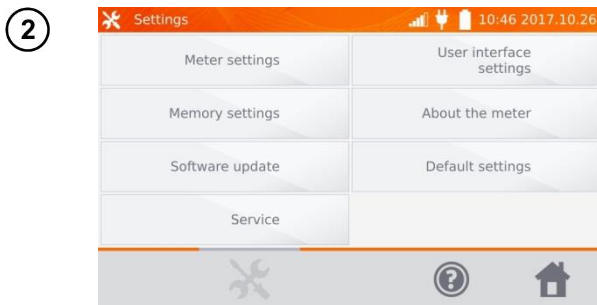 2
Settings
10:46 2017.10.26
Meter settings
User interface
settings
Memory settings
About the meter
Software update
Default settings
Service
?